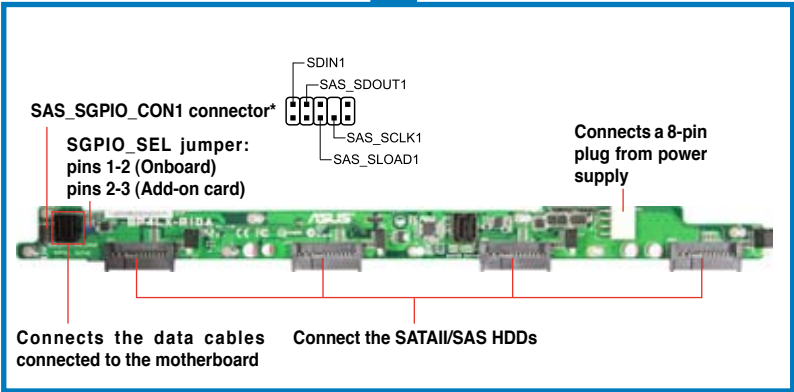 SDIN1
SAS_SDOUT1
SAS_SGPIO_CON1 connector*
SAS_SCLK1
SAS_SLOAD1
SGPIO_SEL jumper:
pins 1-2 (Onboard)
pins 2-3 (Add-on card)
Connects a 8-pin
plug from power
supply
ASUS
Connects the data cables
connected to the motherboard
Connect the SATAII/SAS HDDs